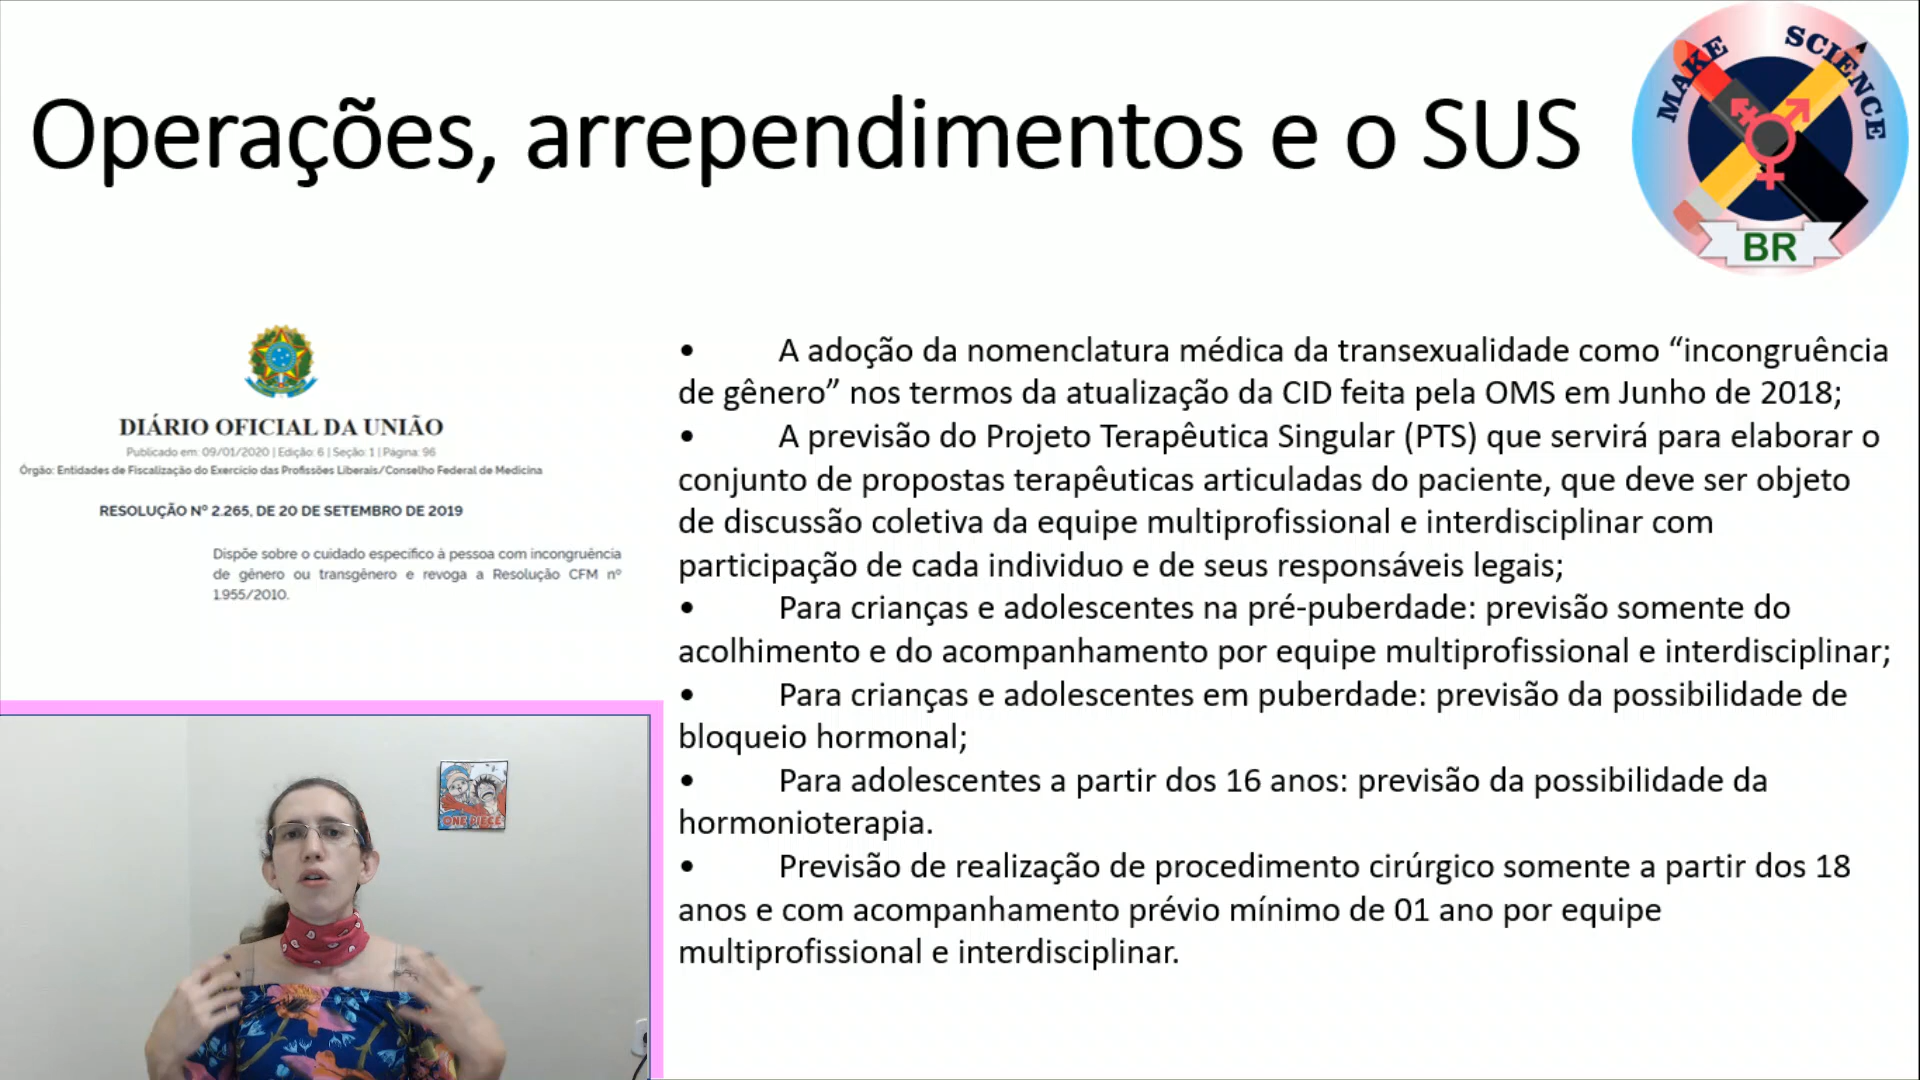 Operações, arrependimentos e o SUS
MAKE SCIENCE
BR
DIÁRIO OFICIAL DA UNIÃO
Publicado em: 09/01/2020 | Edição: 6 | Seção: 1 | Página: 96
Órgão: Entidades de Fiscalização do Exercício das Profissões Liberais/Conselho Federal de Medicina
RESOLUÇÃO Nº 2.265, DE 20 DE SETEMBRO DE 2019
Dispõe sobre o cuidado específico à pessoa com incongruência
de gênero ou transgênero e revoga a Resolução CFM nº
1.955/2010.
• A adoção da nomenclatura médica da transexualidade como “incongruência
de gênero” nos termos da atualização da CID feita pela OMS em Junho de 2018;
• A previsão do Projeto Terapêutica Singular (PTS) que servirá para elaborar o
conjunto de propostas terapêuticas articuladas do paciente, que deve ser objeto
de discussão coletiva da equipe multiprofissional e interdisciplinar com
participação de cada individuo e de seus responsáveis legais;
• Para crianças e adolescentes na pré-puberdade: previsão somente do
acolhimento e do acompanhamento por equipe multiprofissional e interdisciplinar;
• Para crianças e adolescentes em puberdade: previsão da possibilidade de
bloqueio hormonal;
• Para adolescentes a partir dos 16 anos: previsão da possibilidade da
hormonioterapia.
• Previsão de realização de procedimento cirúrgico somente a partir dos 18
anos e com acompanhamento prévio mínimo de 01 ano por equipe
multiprofissional e interdisciplinar.
ONE PIECE